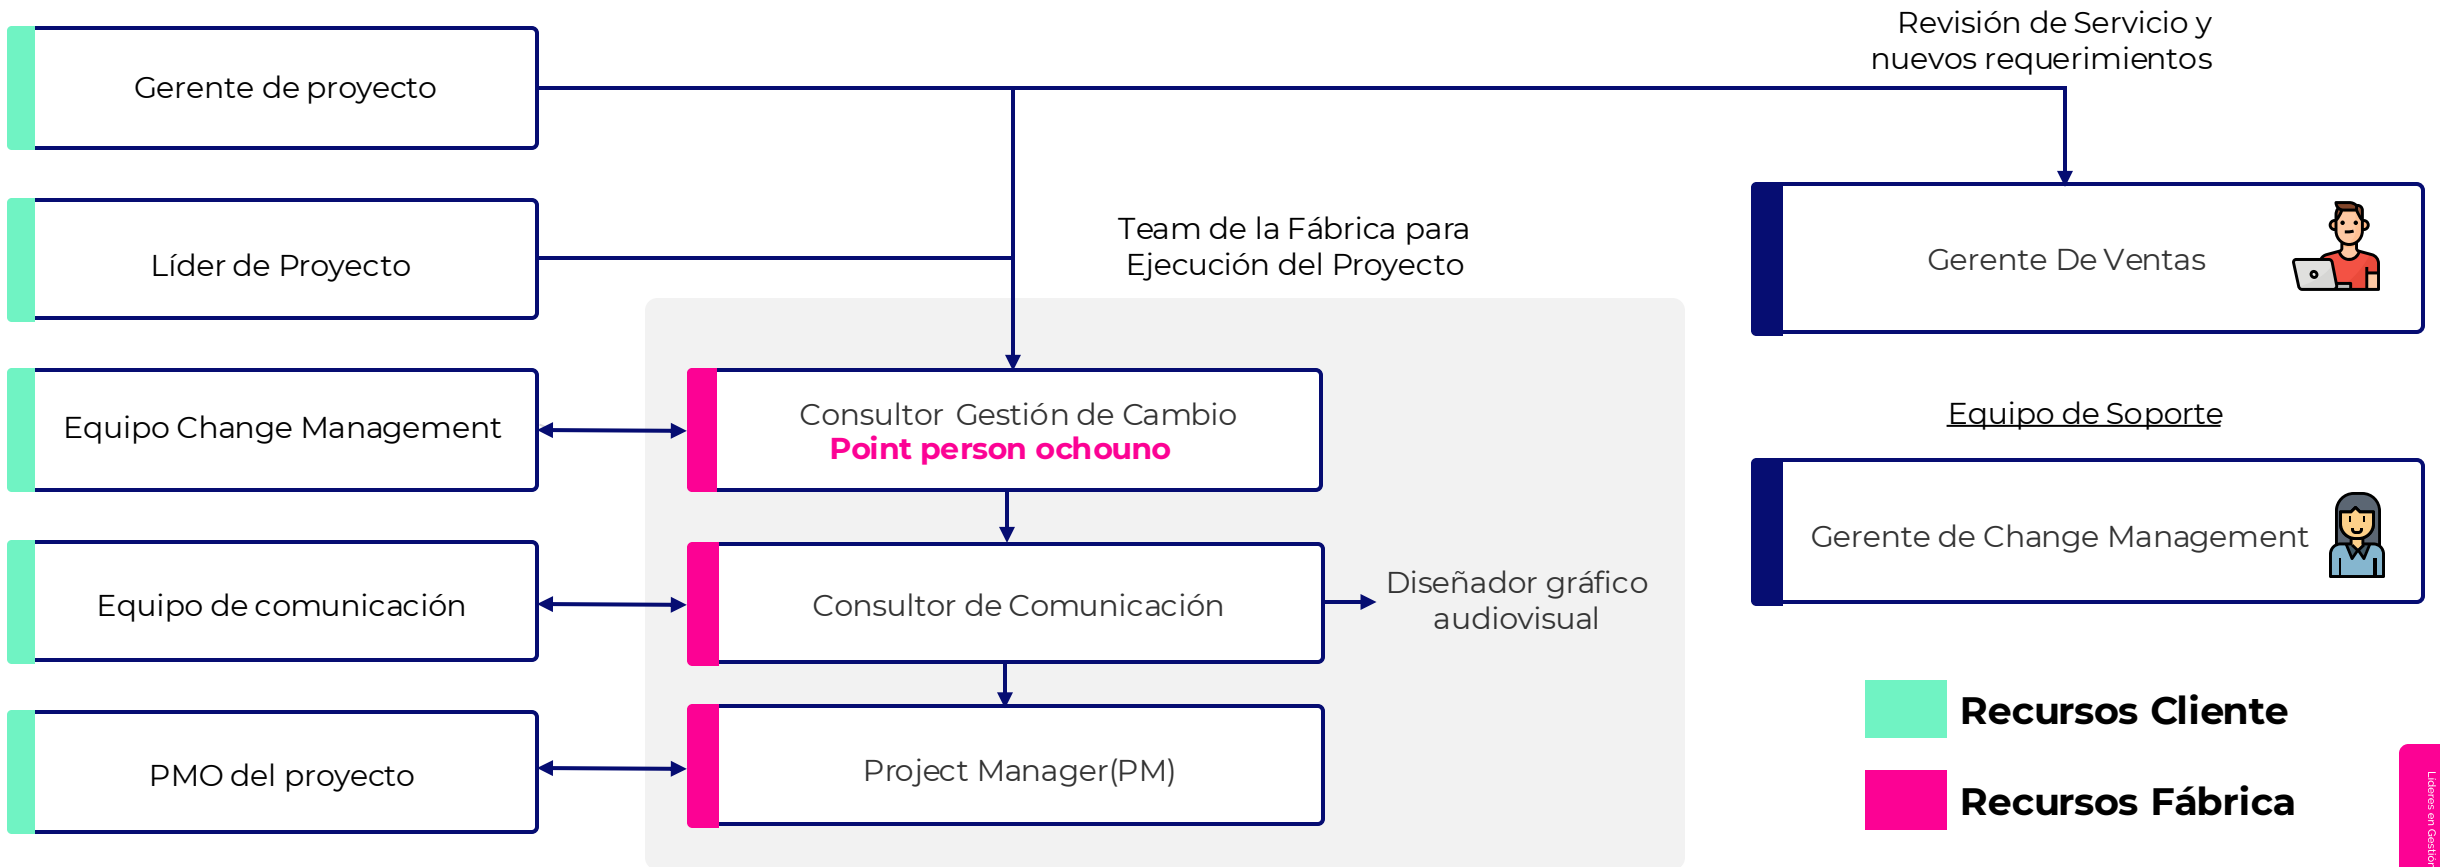 Revisión de Servicio y
nuevos requerimientos
Gerente de proyecto
Líder de Proyecto
Team de la Fábrica para
Ejecución del Proyecto
Gerente De Ventas
Equipo Change Management
Consultor Gestión de Cambio
Point person ochouno
Equipo de Soporte
Gerente de Change Management
Equipo de comunicación
Consultor de Comunicación
Diseñador gráfico
audiovisual
PMO del proyecto
Project Manager(PM)
Recursos Cliente
Recursos Fábrica
Líderes en Gestión